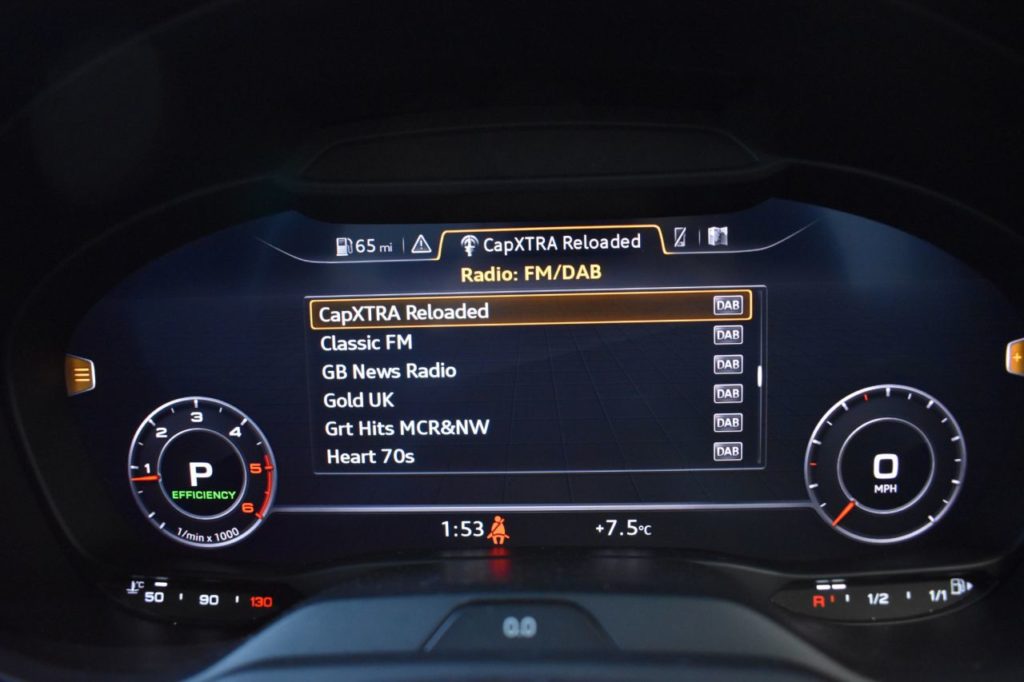 65 mi
CapXTRA Reloaded
Radio: FM/DAB
CapXTRA Reloaded DAB
Classic FM DAB
GB News Radio DAB
Gold UK DAB
Grt Hits MCR&NW DAB
Heart 70s DAB
1 2 3 4 5 6
P
EFFICIENCY
1/min x 1000
0
MPH
1:53
+7.5°C
°C
50 90 130
R 1/2 1/1
0.0